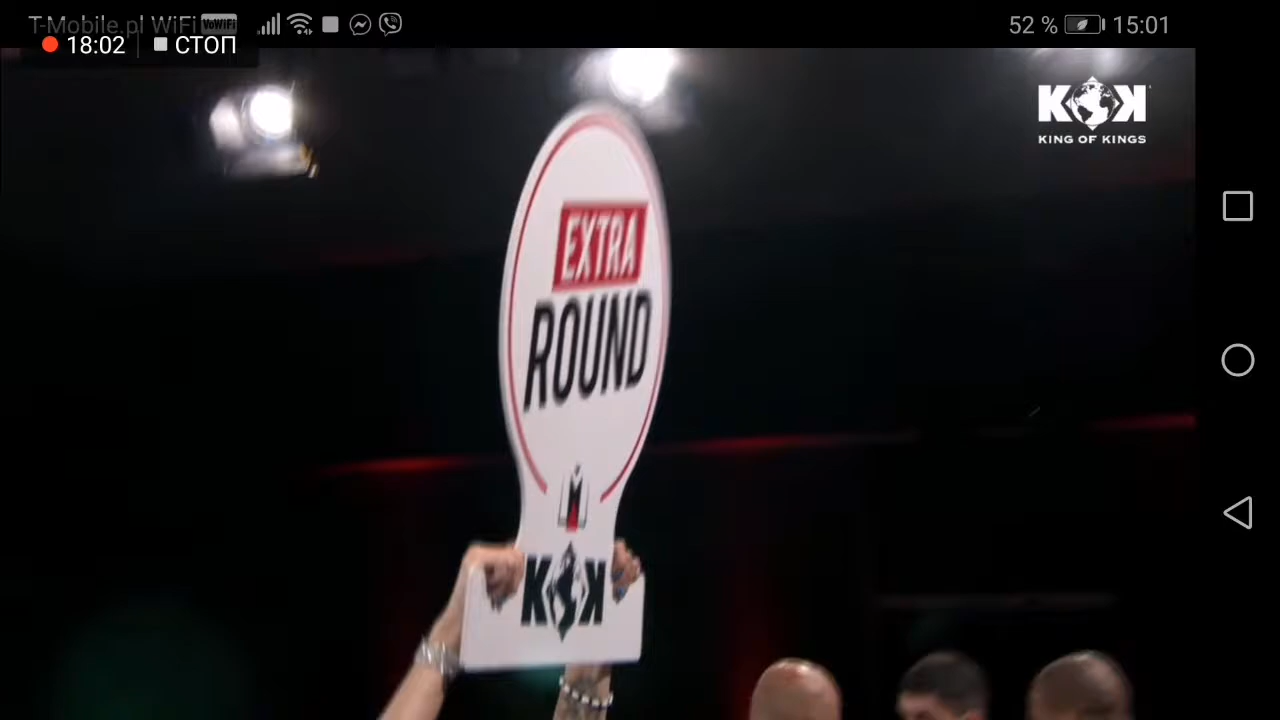 T-Mobile.pl WiFi VoWiFi 52 % 15:01
18:02 СТОП
KOK
KING OF KINGS
EXTRA
ROUND
KOK